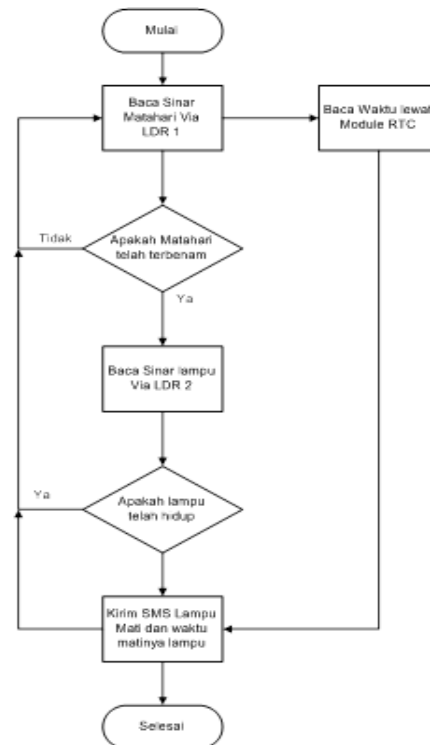 Mulai
Baca Sinar
Matahari Via
LDR 1
Baca Waktu lewat
Module RTC
Tidak
Apakah Matahari
telah terbenam
Ya
Baca Sinar lampu
Via LDR 2
Ya
Apakah lampu
telah hidup
Kirim SMS Lampu
Mati dan waktu
matinya lampu
Selesai